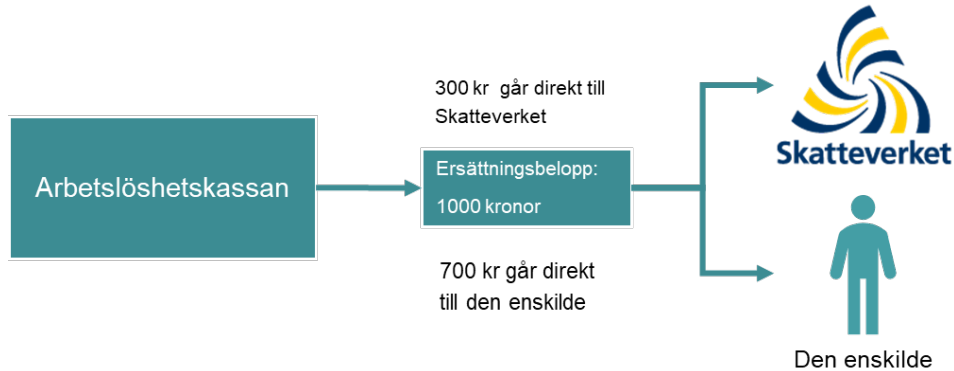 Arbetslöshetskassan
300 kr går direkt till
Skatteverket
Ersättningsbelopp:
1000 kronor
700 kr går direkt
till den enskilde
Skatteverket
Den enskilde